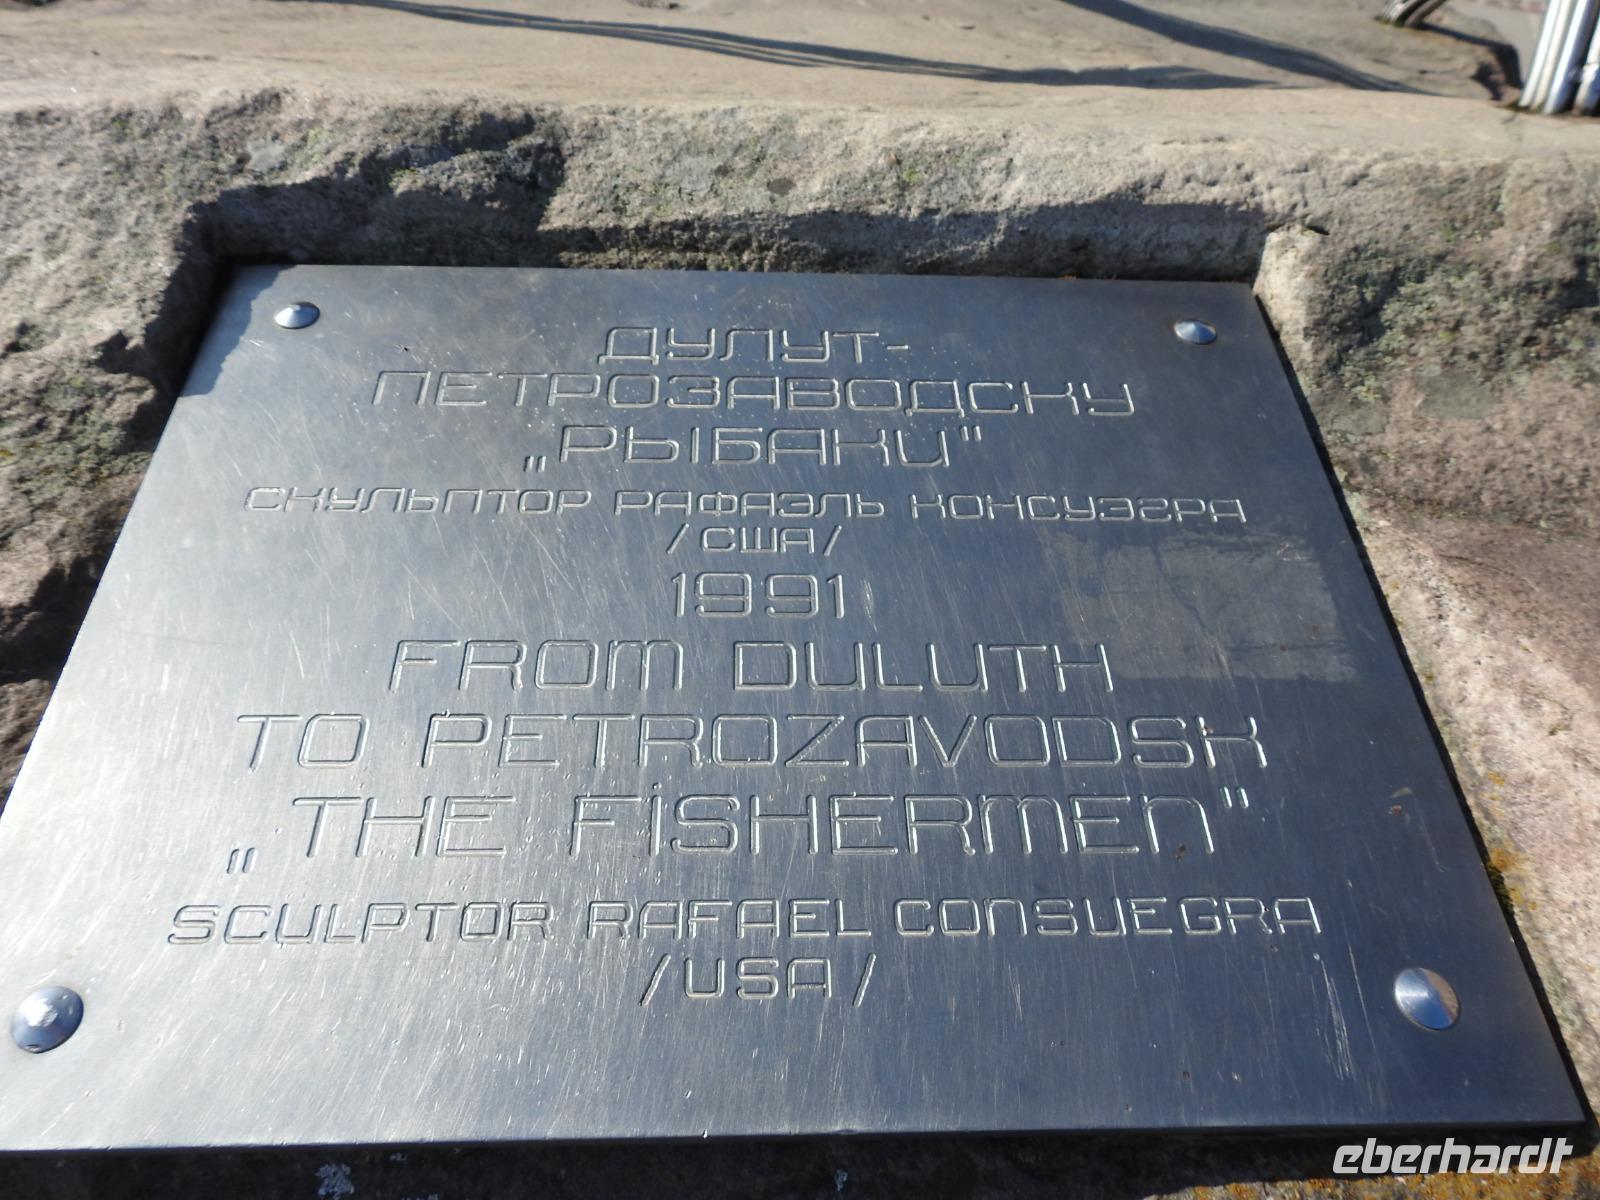 ДУЛУТ-
ПЕТРОЗАВОДСКУ
„РЫБАКИ"
СКУЛЬПТОР РАФАЭЛЬ КОНСУЭГРА
/США/
1991
FROM DULUTH
TO PETROZAVODSK
„THE FiSHERMEN"
SCULPTOR RAFAEL CONSUEGRA
/USA/
eberhardt